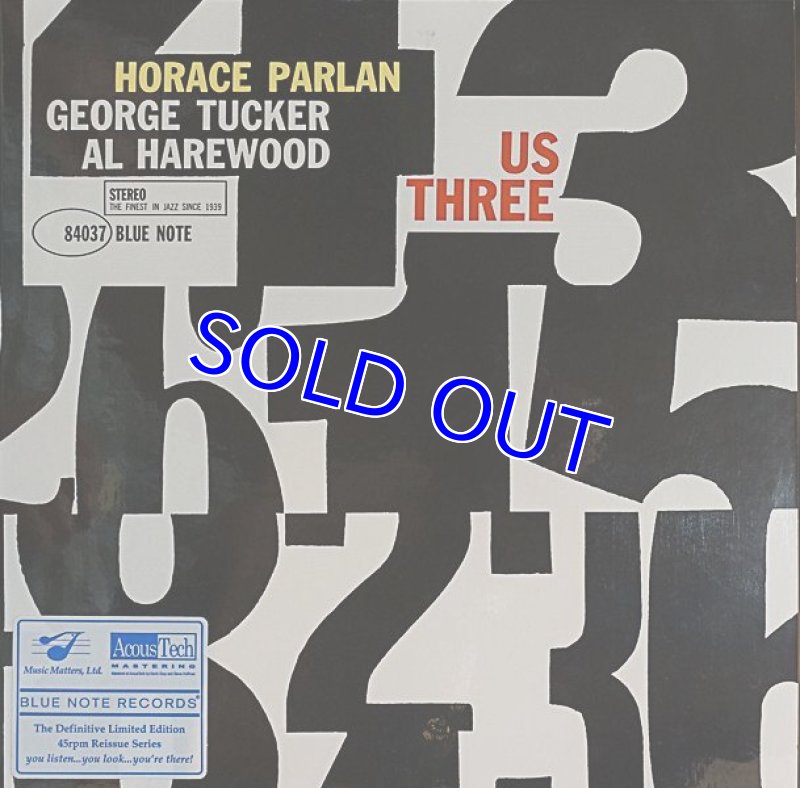 HORACE PARLAN
GEORGE TUCKER
AL HAREWOOD
US
THREE
STEREO
THE FINEST IN JAZZ SINCE 1939
84037 BLUE NOTE
SOLD OUT
Music Matters, Ltd.
AcousTech
MASTERING
BLUE NOTE RECORDS
The Definitive Limited Edition
45rpm Reissue Series
you listen...you look...you're there!